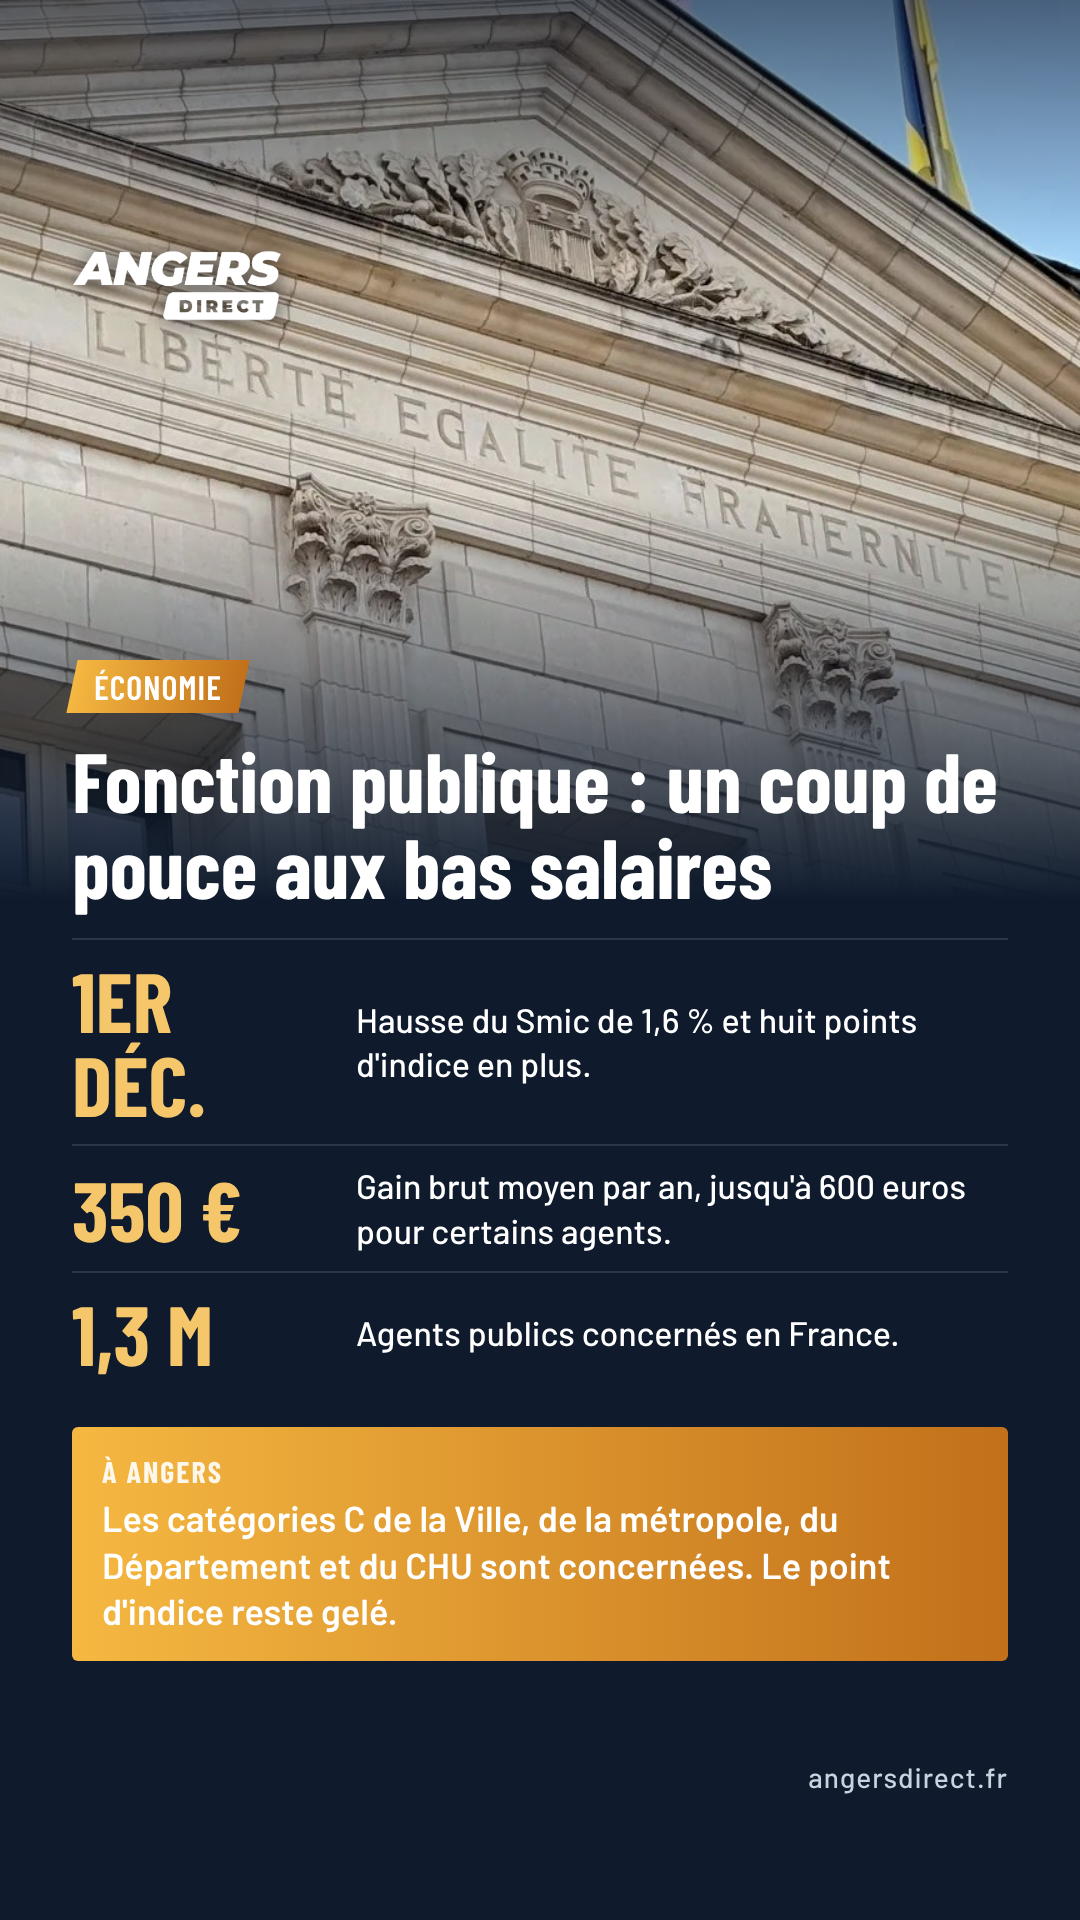 ANGERS
DIRECT
LIBERTE EGALITE FRATERNITE
ÉCONOMIE
Fonction publique : un coup de
pouce aux bas salaires
1ER
DÉC.
Hausse du Smic de 1,6 % et huit points
d'indice en plus.
350 €
Gain brut moyen par an, jusqu'à 600 euros
pour certains agents.
1,3 M
Agents publics concernés en France.
À ANGERS
Les catégories C de la Ville, de la métropole, du
Département et du CHU sont concernées. Le point
d'indice reste gelé.
angersdirect.fr